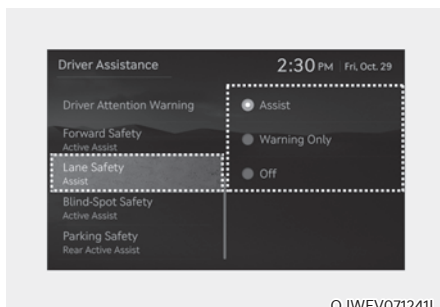 Driver Assistance
2:30 PM Fri, Oct. 29
Driver Attention Warning
Forward Safety
Active Assist
Lane Safety
Assist
Blind-Spot Safety
Active Assist
Parking Safety
Rear Active Assist
Assist
Warning Only
Off